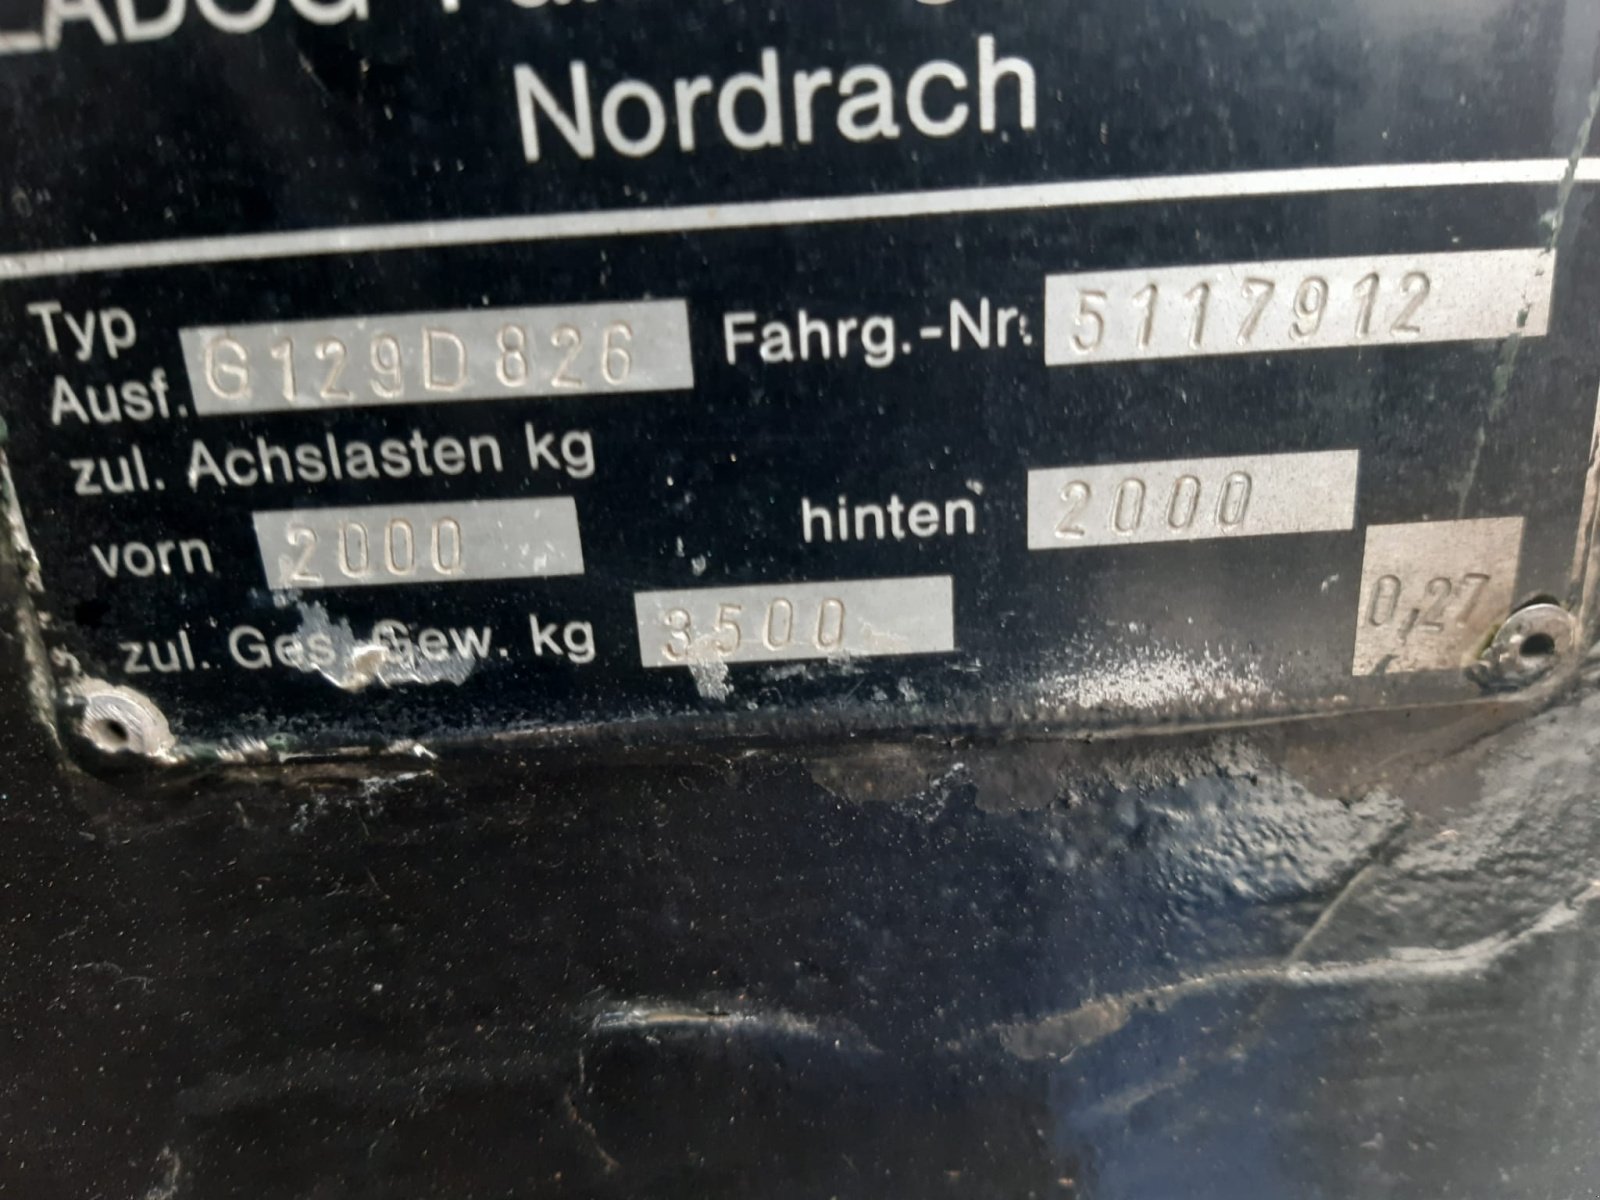 LADOG
Nordrach
Typ
Ausf. G129D826 Fahrg.-Nr: 5117912
zul. Achslasten kg
vorn 2000 hinten 2000
zul. Ges. Gew. kg 3500 0,27